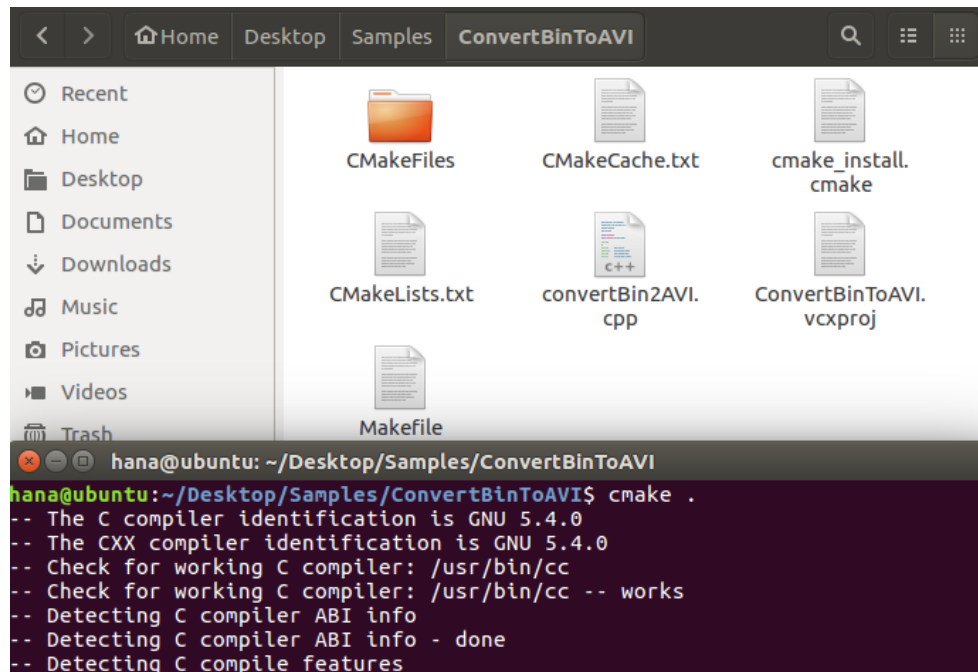 Home Desktop Samples ConvertBinToAVI
Recent
Home
Desktop
Documents
Downloads
Music
Pictures
Videos
Trash
CMakeFiles CMakeCache.txt cmake_install.
cmake
c++
CMakeLists.txt convertBin2AVI. ConvertBinToAVI.
cpp vcxproj
Makefile
hana@ubuntu: ~/Desktop/Samples/ConvertBinToAVI
hana@ubuntu:~/Desktop/Samples/ConvertBinToAVI$ cmake .
-- The C compiler identification is GNU 5.4.0
-- The CXX compiler identification is GNU 5.4.0
-- Check for working C compiler: /usr/bin/cc
-- Check for working C compiler: /usr/bin/cc -- works
-- Detecting C compiler ABI info
-- Detecting C compiler ABI info - done
-- Detecting C compile features